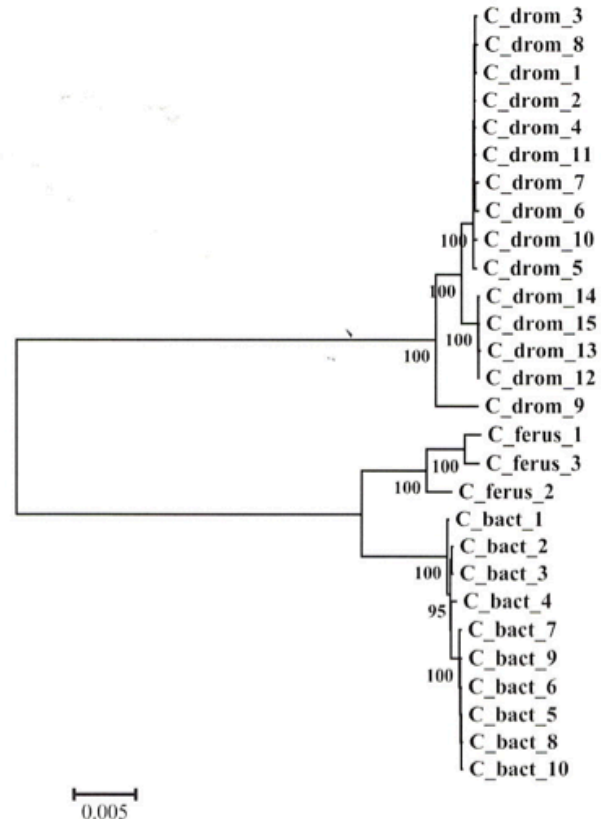 C_drom_3
C_drom_8
C_drom_1
C_drom_2
C_drom_4
C_drom_11
C_drom_7
C_drom_6
100 C_drom_10
C_drom_5
100 C_drom_14
C_drom_15
100 C_drom_13
100 C_drom_12
C_drom_9
C_ferus_1
100 C_ferus_3
100 C_ferus_2
C_bact_1
C_bact_2
100 C_bact_3
95 C_bact_4
C_bact_7
C_bact_9
100 C_bact_6
C_bact_5
C_bact_8
C_bact_10
0.005